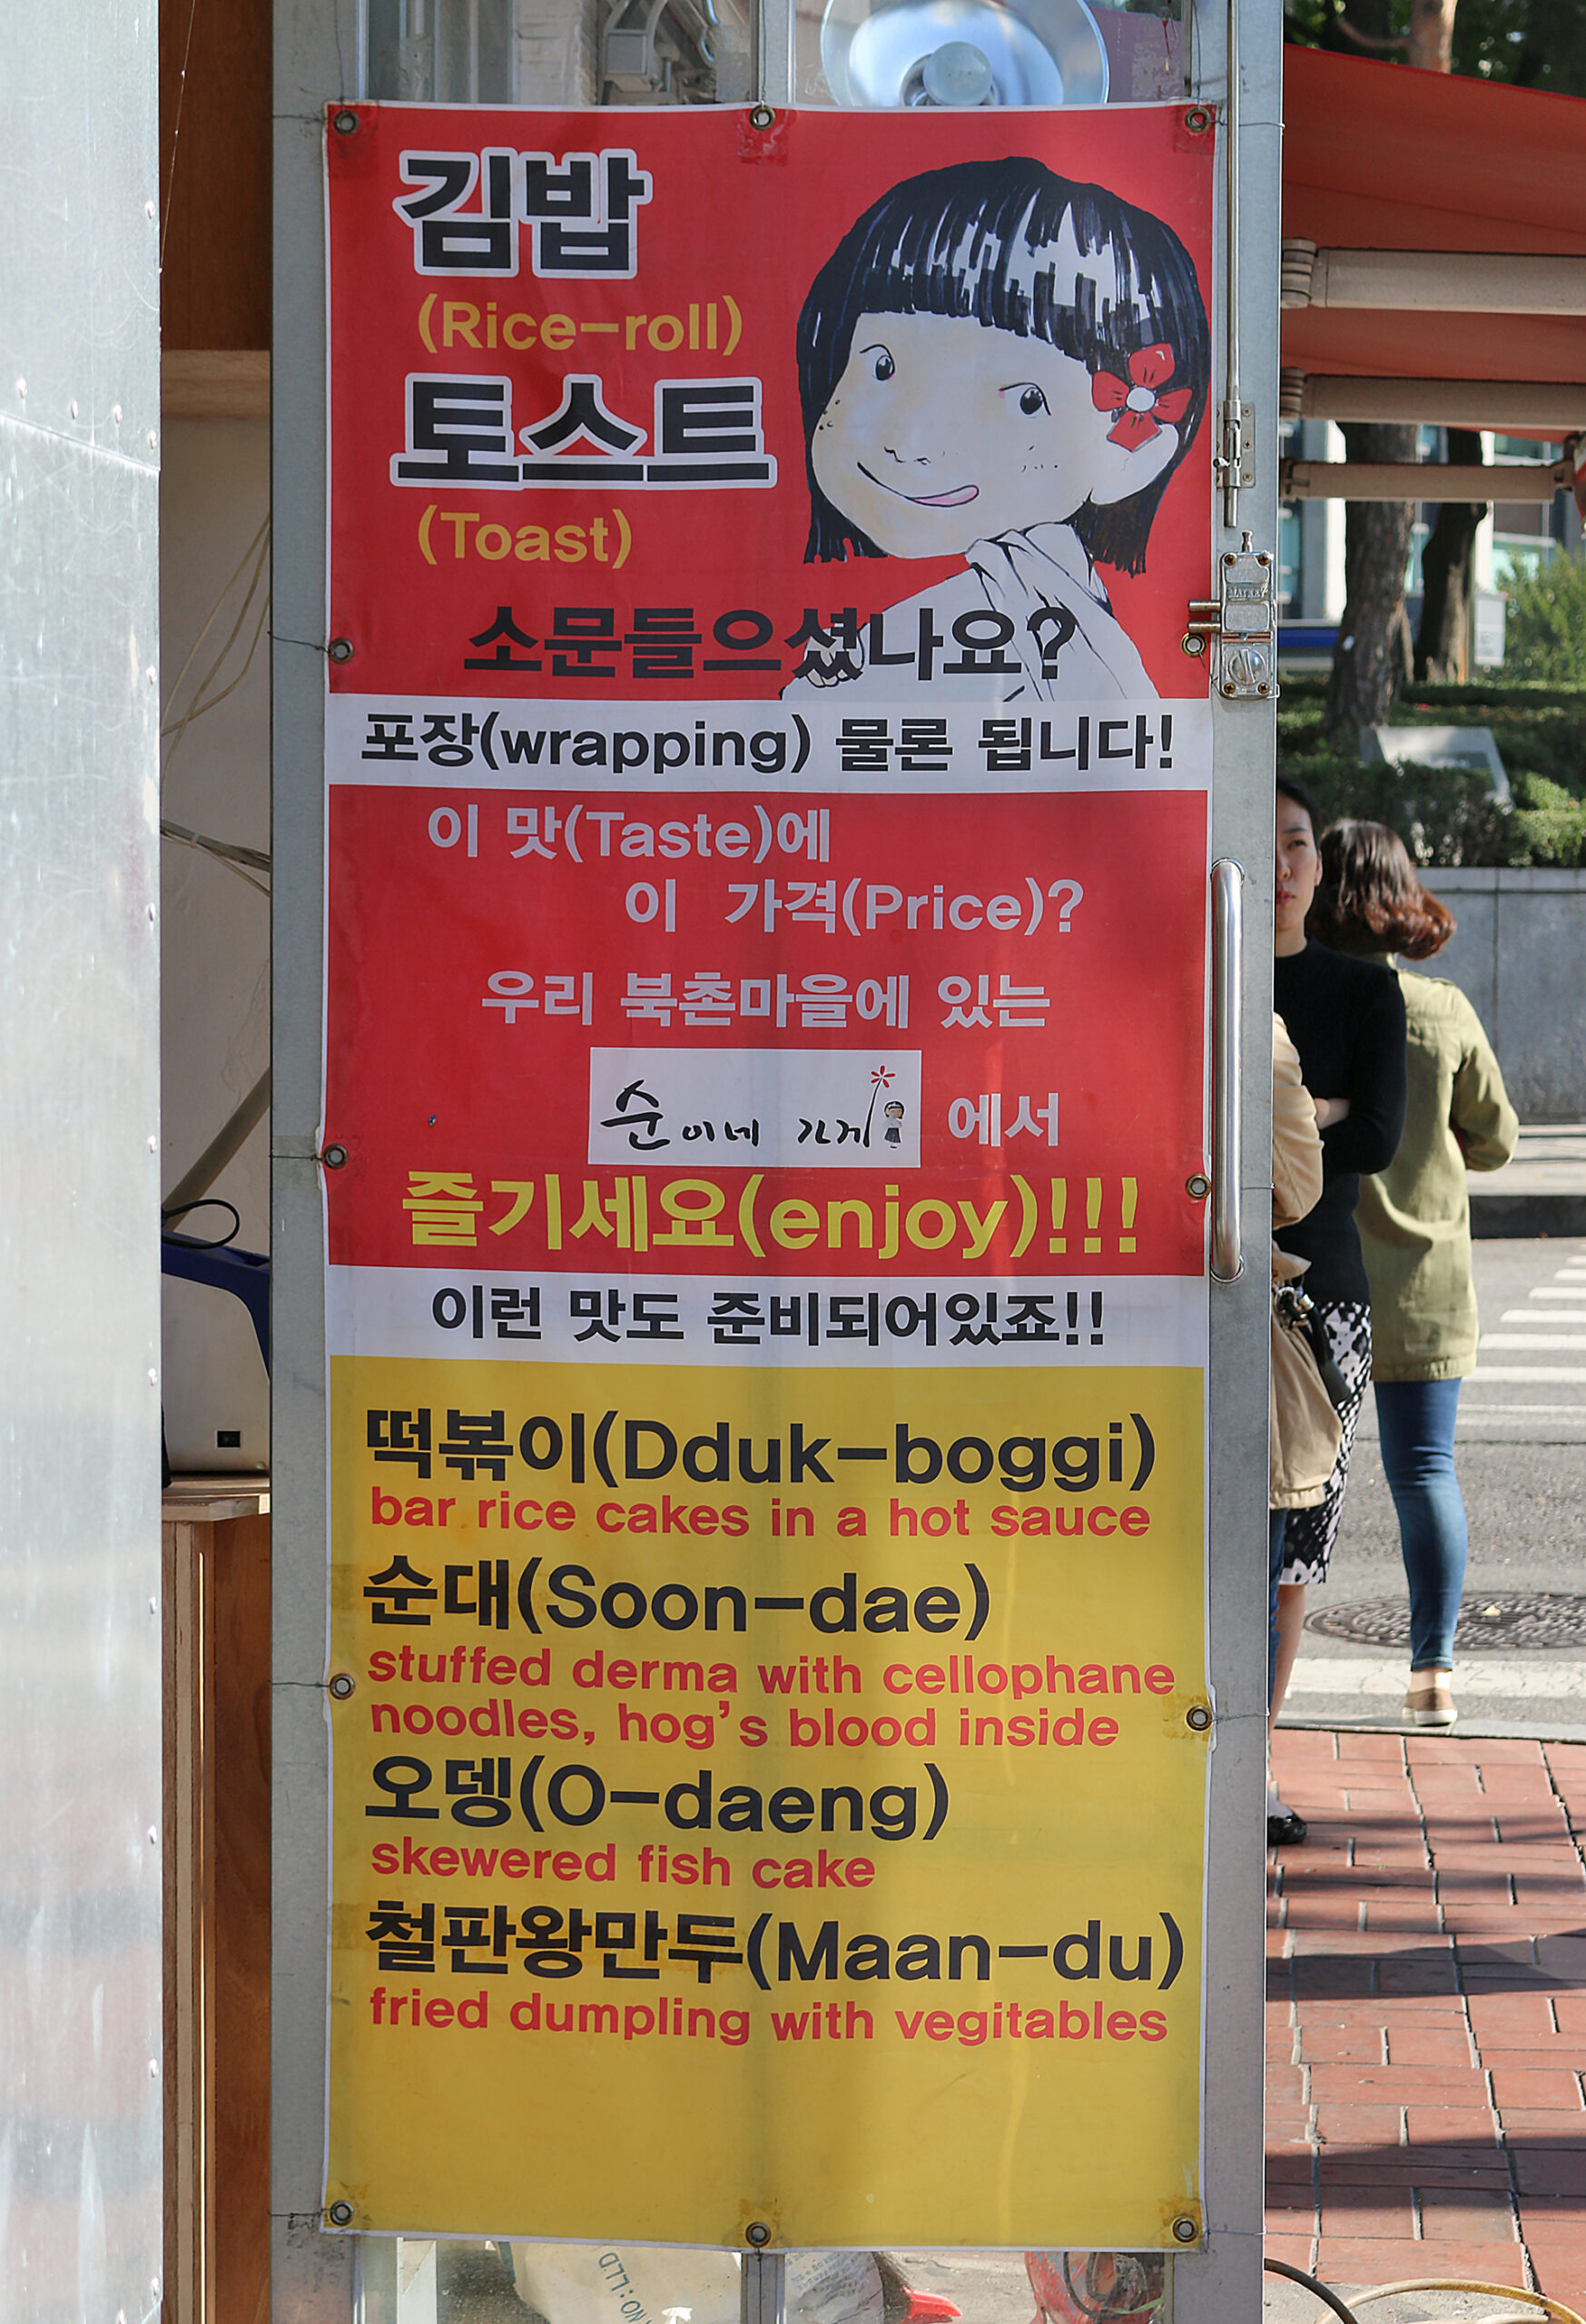 김밥
(Rice-roll)
토스트
(Toast)
소문들으셨나요?
포장(wrapping) 물론 됩니다!
이 맛(Taste)에
이 가격(Price)?
우리 북촌마을에 있는
순이네 가게 에서
즐기세요(enjoy)!!!
이런 맛도 준비되어있죠!!
떡볶이(Dduk-boggi)
bar rice cakes in a hot sauce
순대(Soon-dae)
stuffed derma with cellophane
noodles, hog's blood inside
오뎅(O-daeng)
skewered fish cake
철판왕만두(Maan-du)
fried dumpling with vegitables